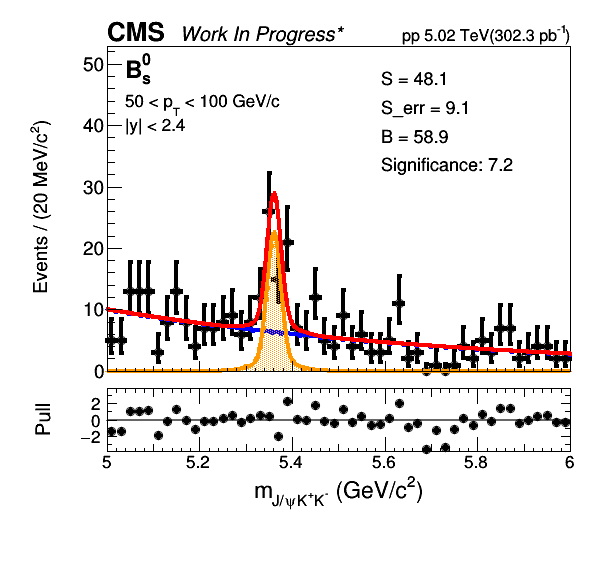 CMS Work In Progress* pp 5.02 TeV(302.3 pb⁻¹)
B⁰ₛ
50 < p_T < 100 GeV/c
|y| < 2.4
S = 48.1
S_err = 9.1
B = 58.9
Significance: 7.2
Events / (20 MeV/c²)
50
40
30
20
10
0
Pull
2
0
−2
5 5.2 5.4 5.6 5.8 6
m_J/ψK⁺K⁻ (GeV/c²)